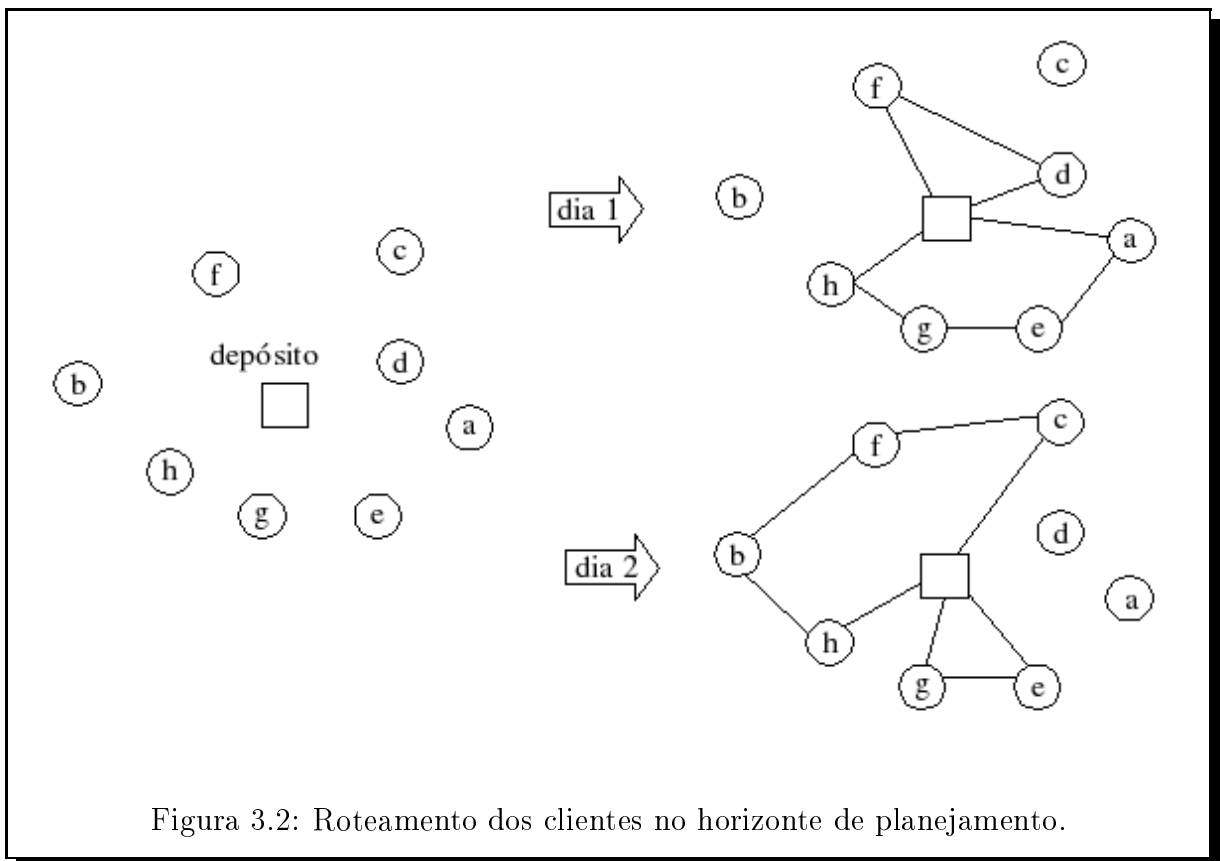 f
c
depósito
b
d
a
h
g
e
dia 1
f
c
d
b
a
h
g
e
dia 2
f
c
b
d
a
h
g
e
Figura 3.2: Roteamento dos clientes no horizonte de planejamento.